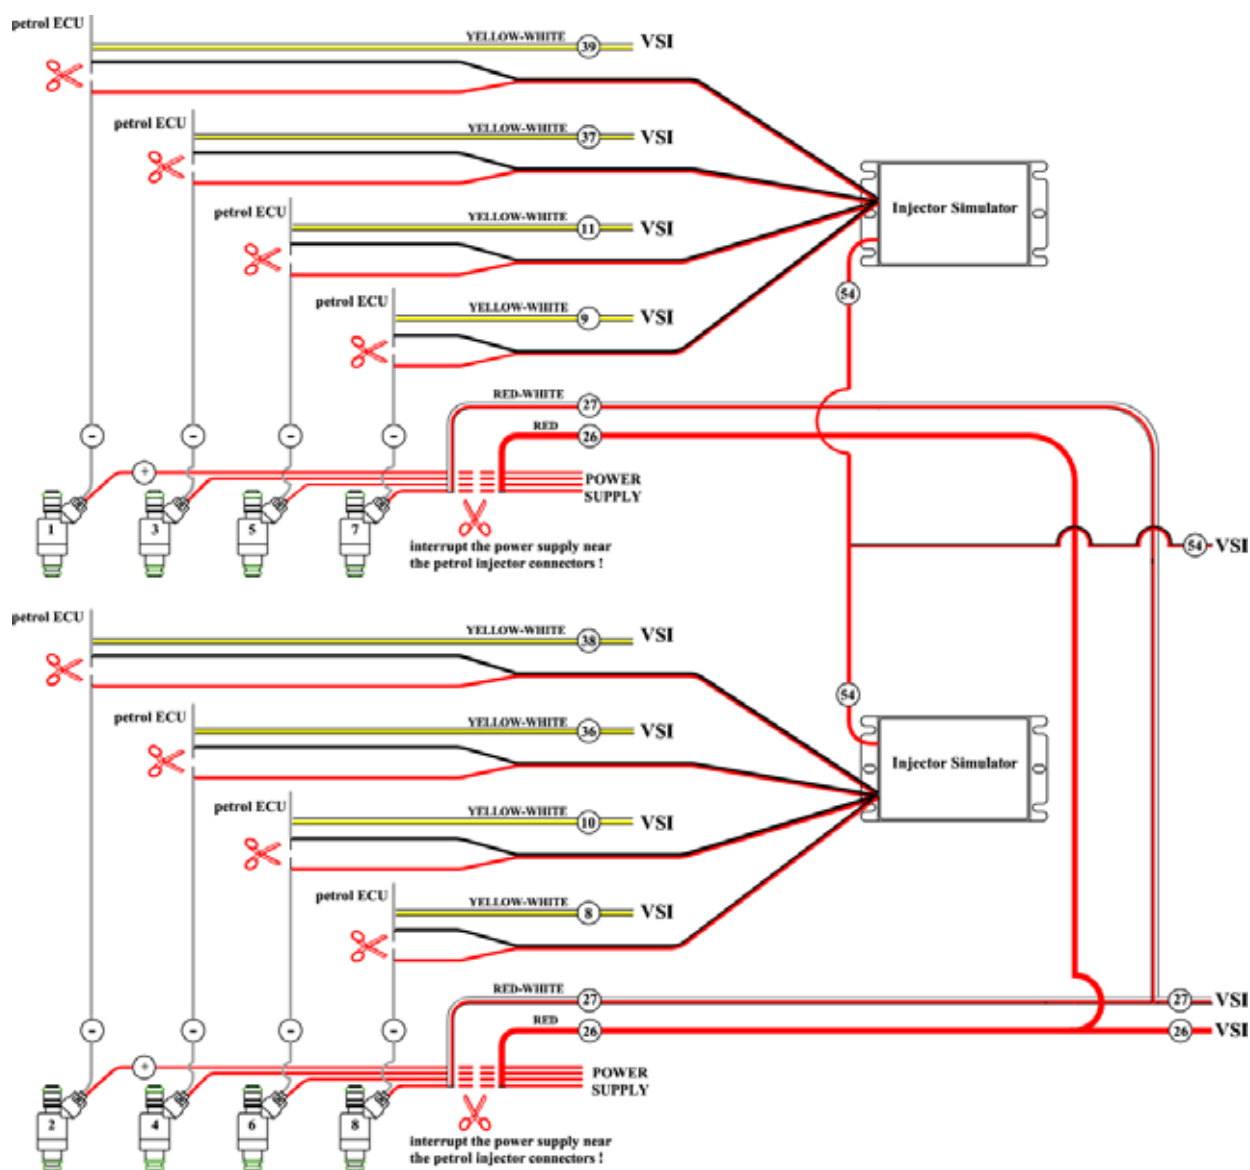 petrol ECU
YELLOW-WHITE 39 VSI
petrol ECU
YELLOW-WHITE 37 VSI
petrol ECU
YELLOW-WHITE 11 VSI
petrol ECU
YELLOW-WHITE 9 VSI
Injector Simulator
54
RED-WHITE 27
RED 26
- - - -
+
POWER
SUPPLY
1 3 5 7
interrupt the power supply near
the petrol injector connectors !
54 VSI
petrol ECU
YELLOW-WHITE 38 VSI
petrol ECU
YELLOW-WHITE 36 VSI
petrol ECU
YELLOW-WHITE 10 VSI
petrol ECU
YELLOW-WHITE 8 VSI
54
Injector Simulator
RED-WHITE 27 27 VSI
RED 26 26 VSI
- - - -
+
POWER
SUPPLY
2 4 6 8
interrupt the power supply near
the petrol injector connectors !